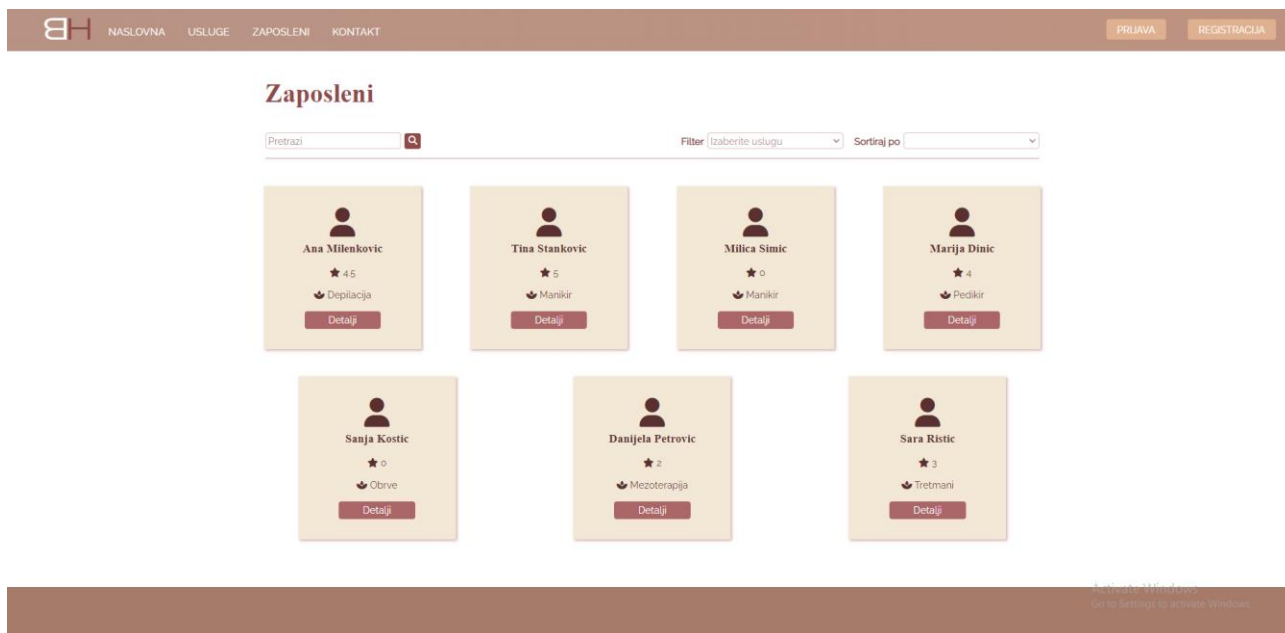 BH NASLOVNA USLUGE ZAPOSLENI KONTAKT PRIJAVA REGISTRACIJA
Zaposleni
Pretrazi Filter Izaberite uslugu Sortiraj po
Ana Milenkovic Tina Stankovic Milica Simic Marija Dinic
4.5 5 0 4
Depilacija Manikir Manikir Pedikir
Detalji Detalji Detalji Detalji
Sanja Kostic Danijela Petrovic Sara Ristic
0 2 3
Obrve Mezoterapija Tretmani
Detalji Detalji Detalji
Activate Windows
Go to Settings to activate Windows.